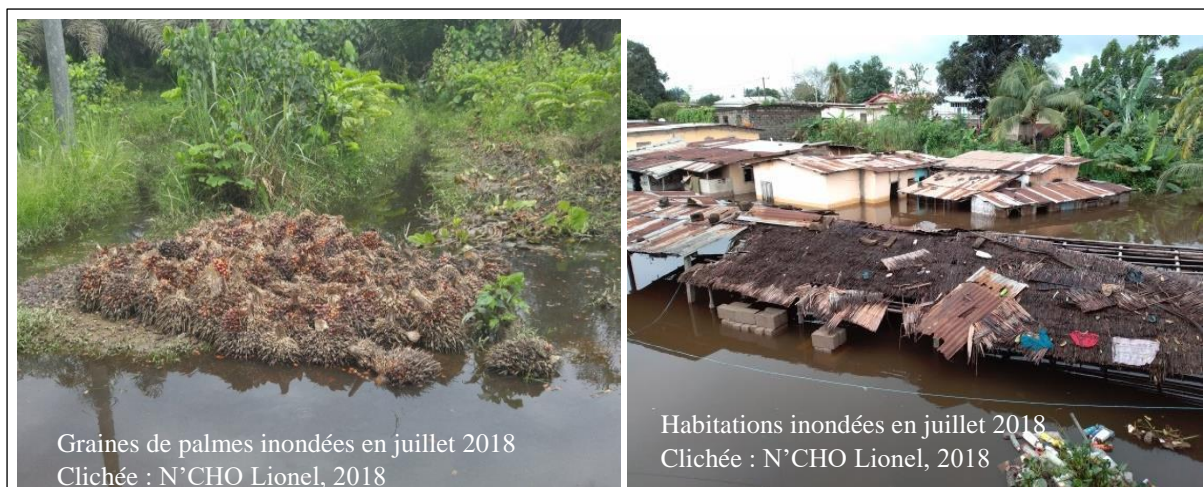 Graines de palmes inondées en juillet 2018
Clichée : N'CHO Lionel, 2018
Habitations inondées en juillet 2018
Clichée : N'CHO Lionel, 2018